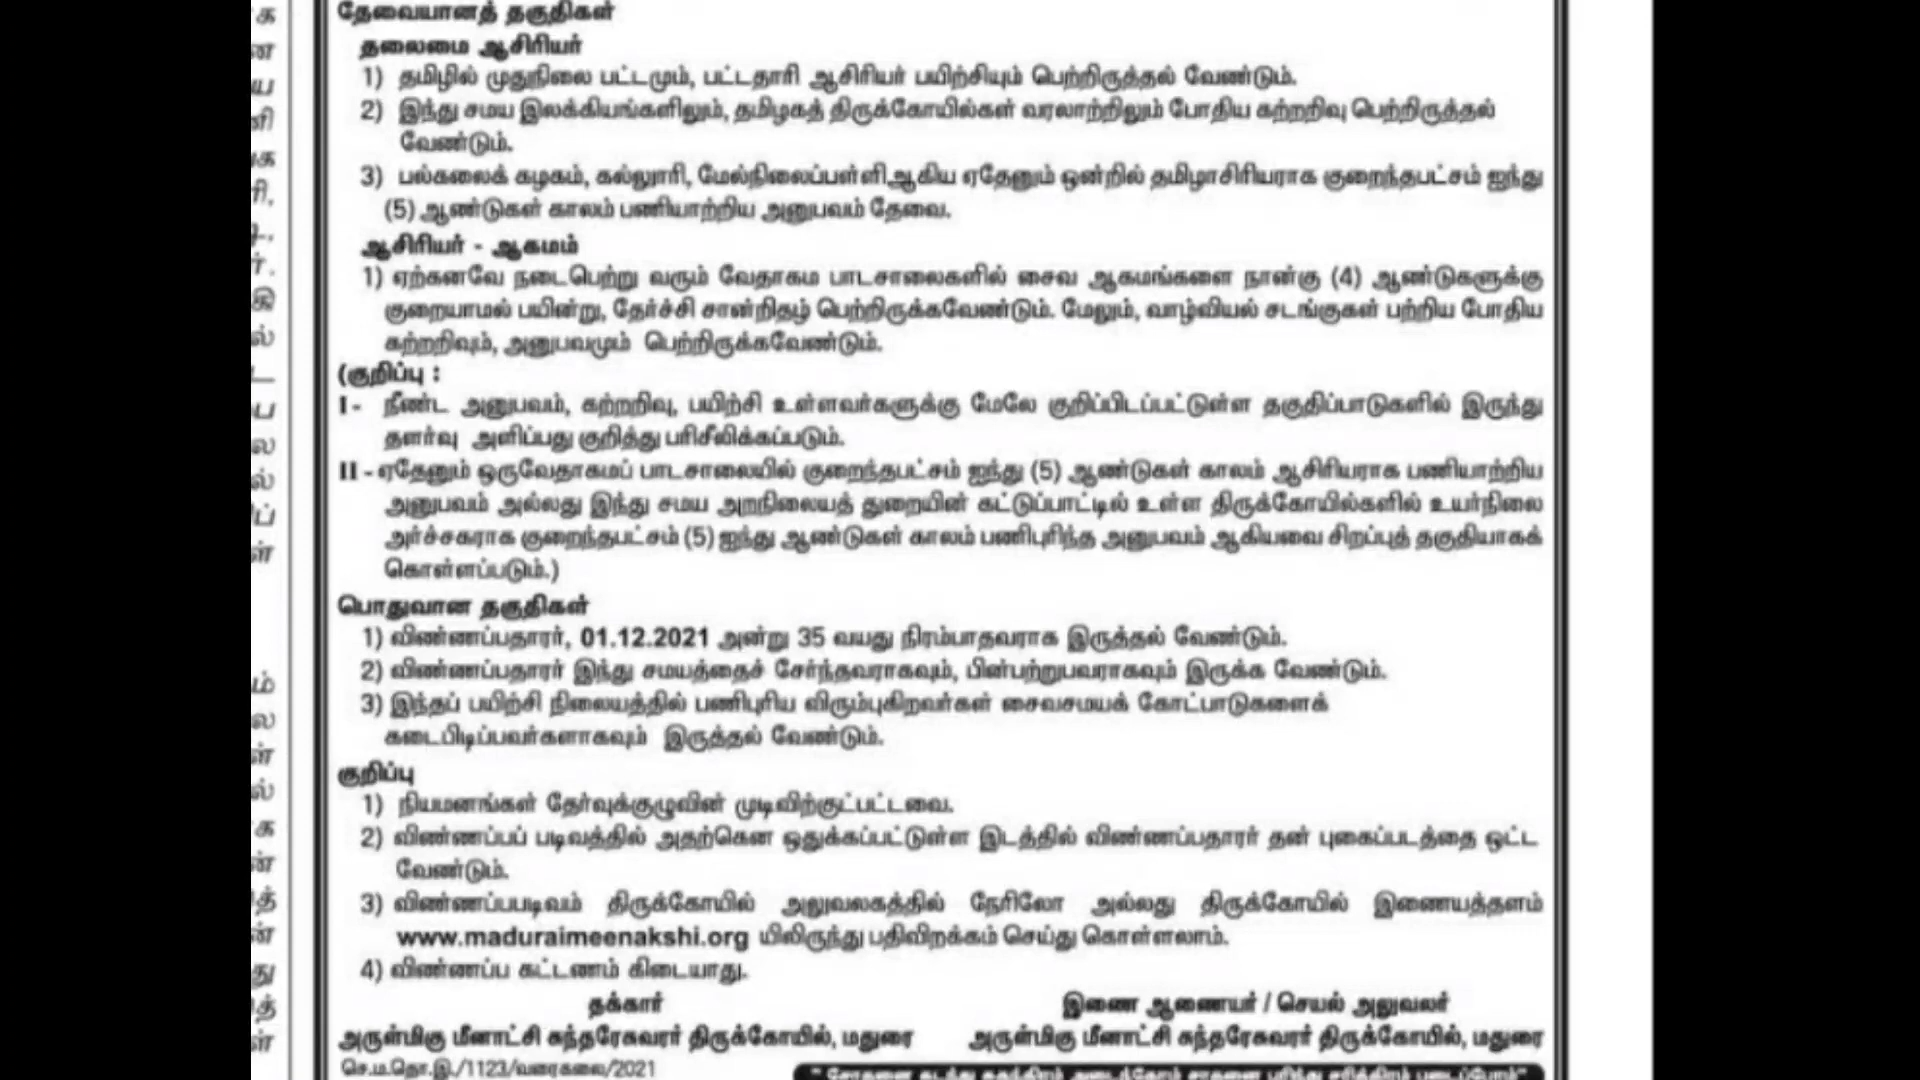 தேவையானத் தகுதிகள்
தலைமை ஆசிரியர்
1) தமிழில் முதுநிலை பட்டமும், பட்டதாரி ஆசிரியர் பயிற்சியும் பெற்றிருத்தல் வேண்டும்.
2) இந்து சமய இலக்கியங்களிலும், தமிழகத் திருக்கோயில்கள் வரலாற்றிலும் போதிய கற்றறிவு பெற்றிருத்தல்
வேண்டும்.
3) பல்கலைக் கழகம், கல்லூரி, மேல்நிலைப்பள்ளிஆகிய ஏதேனும் ஒன்றில் தமிழாசிரியராக குறைந்தபட்சம் ஐந்து
(5) ஆண்டுகள் காலம் பணியாற்றிய அனுபவம் தேவை.
ஆசிரியர் - ஆகமம்
1) ஏற்கனவே நடைபெற்று வரும் வேதாகம பாடசாலைகளில் சைவ ஆகமங்களை நான்கு (4) ஆண்டுகளுக்கு
குறையாமல் பயின்று, தேர்ச்சி சான்றிதழ் பெற்றிருக்கவேண்டும். மேலும், வாழ்வியல் சடங்குகள் பற்றிய போதிய
கற்றறிவும், அனுபவமும் பெற்றிருக்கவேண்டும்.
(குறிப்பு :
I - நீண்ட அனுபவம், கற்றறிவு, பயிற்சி உள்ளவர்களுக்கு மேலே குறிப்பிடப்பட்டுள்ள தகுதிப்பாடுகளில் இருந்து
தளர்வு அளிப்பது குறித்து பரிசீலிக்கப்படும்.
II - ஏதேனும் ஒருவேதாகமப் பாடசாலையில் குறைந்தபட்சம் ஐந்து (5) ஆண்டுகள் காலம் ஆசிரியராக பணியாற்றிய
அனுபவம் அல்லது இந்து சமய அறநிலையத் துறையின் கட்டுப்பாட்டில் உள்ள திருக்கோயில்களில் உயர்நிலை
அர்ச்சகராக குறைந்தபட்சம் (5) ஐந்து ஆண்டுகள் காலம் பணிபுரிந்த அனுபவம் ஆகியவை சிறப்புத் தகுதியாகக்
கொள்ளப்படும்.)
பொதுவான தகுதிகள்
1) விண்ணப்பதாரர், 01.12.2021 அன்று 35 வயது நிரம்பாதவராக இருத்தல் வேண்டும்.
2) விண்ணப்பதாரர் இந்து சமயத்தைச் சேர்ந்தவராகவும், பின்பற்றுபவராகவும் இருக்க வேண்டும்.
3) இந்தப் பயிற்சி நிலையத்தில் பணிபுரிய விரும்புகிறவர்கள் சைவசமயக் கோட்பாடுகளைக்
கடைபிடிப்பவர்களாகவும் இருத்தல் வேண்டும்.
குறிப்பு
1) நியமனங்கள் தேர்வுக்குழுவின் முடிவிற்குட்பட்டவை.
2) விண்ணப்பப் படிவத்தில் அதற்கென ஒதுக்கப்பட்டுள்ள இடத்தில் விண்ணப்பதாரர் தன் புகைப்படத்தை ஒட்ட
வேண்டும்.
3) விண்ணப்பபடிவம் திருக்கோயில் அலுவலகத்தில் நேரிலோ அல்லது திருக்கோயில் இணையத்தளம்
www.maduraimeenakshi.org யிலிருந்து பதிவிறக்கம் செய்து கொள்ளலாம்.
4) விண்ணப்ப கட்டணம் கிடையாது.
தக்கார் இணை ஆணையர் / செயல் அலுவலர்
அருள்மிகு மீனாட்சி சுந்தரேசுவரர் திருக்கோயில், மதுரை அருள்மிகு மீனாட்சி சுந்தரேசுவரர் திருக்கோயில், மதுரை
செ.ம.தொ.இ./1123/வரைகலை/2021